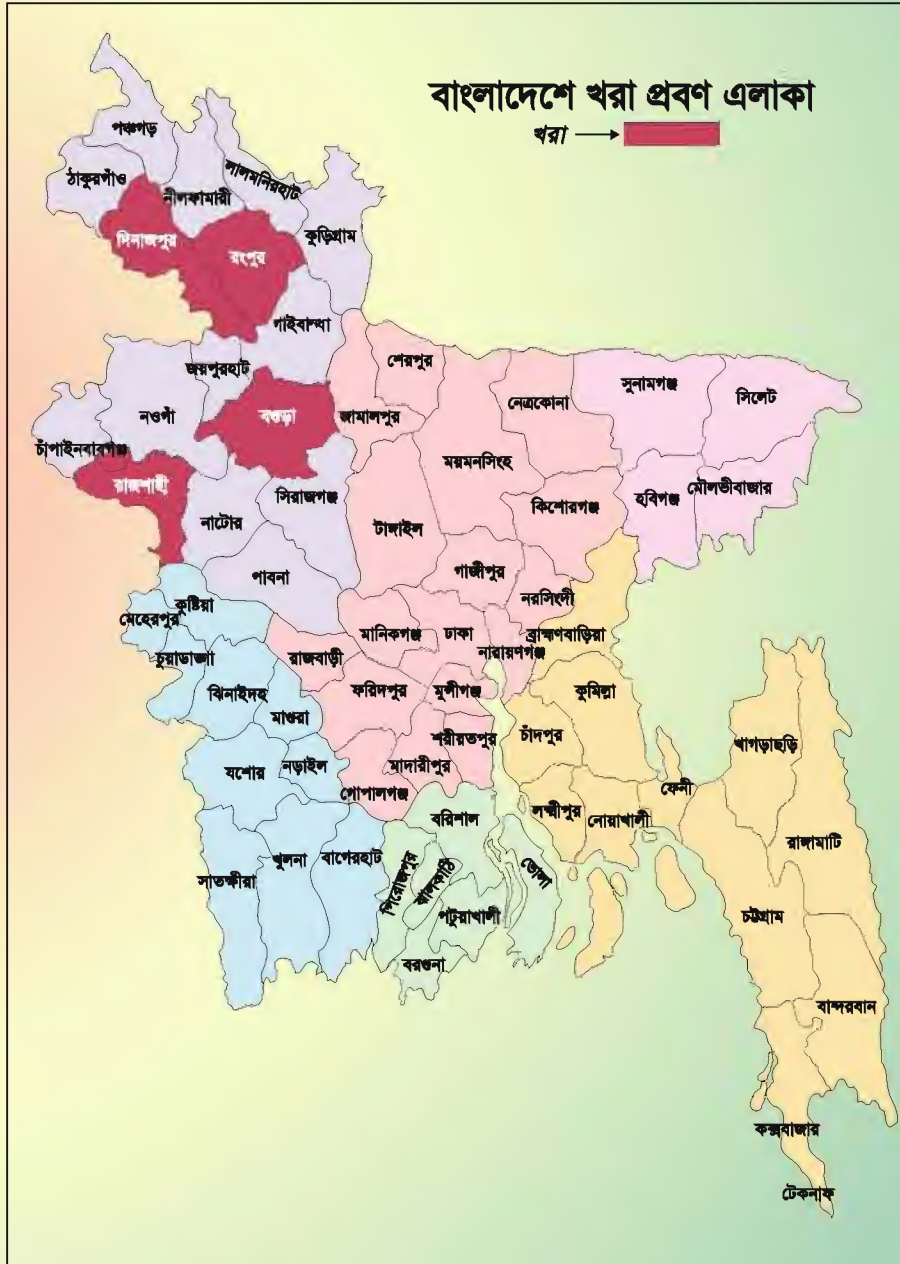 বাংলাদেশে খরা প্রবণ এলাকা
খরা
পঞ্চগড়
ঠাকুরগাঁও
নীলফামারী
লালমনিরহাট
দিনাজপুর
রংপুর
কুড়িগ্রাম
গাইবান্ধা
জয়পুরহাট
নওগাঁ
বগুড়া
চাঁপাইনবাবগঞ্জ
রাজশাহী
নাটোর
সিরাজগঞ্জ
পাবনা
শেরপুর
জামালপুর
নেত্রকোনা
ময়মনসিংহ
সুনামগঞ্জ
সিলেট
হবিগঞ্জ
মৌলভীবাজার
টাঙ্গাইল
কিশোরগঞ্জ
গাজীপুর
নরসিংদী
মানিকগঞ্জ
ঢাকা
নারায়ণগঞ্জ
ব্রাহ্মণবাড়িয়া
কুষ্টিয়া
মেহেরপুর
চুয়াডাঙ্গা
ঝিনাইদহ
মাগুরা
রাজবাড়ী
ফরিদপুর
মুন্সীগঞ্জ
কুমিল্লা
চাঁদপুর
শরীয়তপুর
মাদারীপুর
গোপালগঞ্জ
যশোর
নড়াইল
বরিশাল
লক্ষ্মীপুর
নোয়াখালী
ফেনী
খাগড়াছড়ি
রাঙ্গামাটি
সাতক্ষীরা
খুলনা
বাগেরহাট
পিরোজপুর
ঝালকাঠি
পটুয়াখালী
ভোলা
বরগুনা
চট্টগ্রাম
বান্দরবান
কক্সবাজার
টেকনাফ